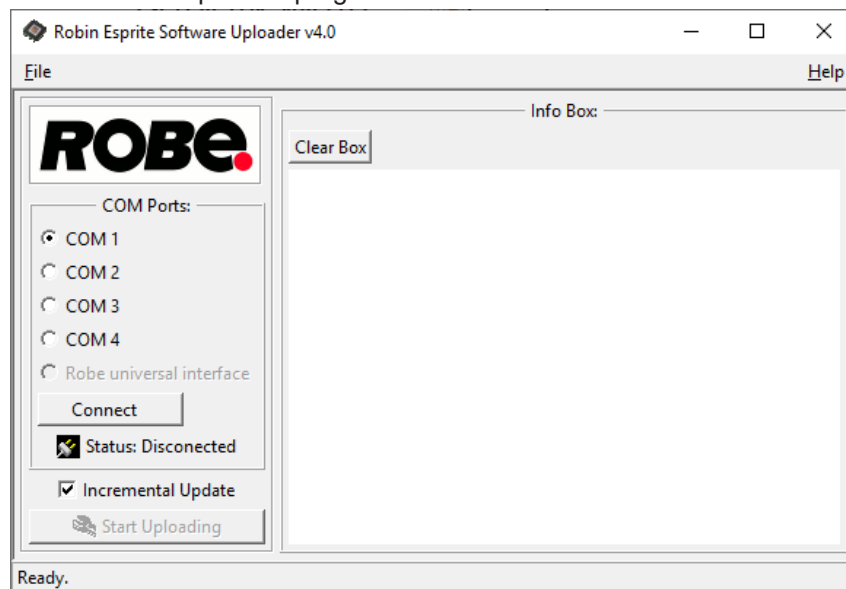 Robin Esprite Software Uploader v4.0
File Help
ROBE.
Info Box:
Clear Box
COM Ports:
COM 1
COM 2
COM 3
COM 4
Robe universal interface
Connect
Status: Disconected
Incremental Update
Start Uploading
Ready.